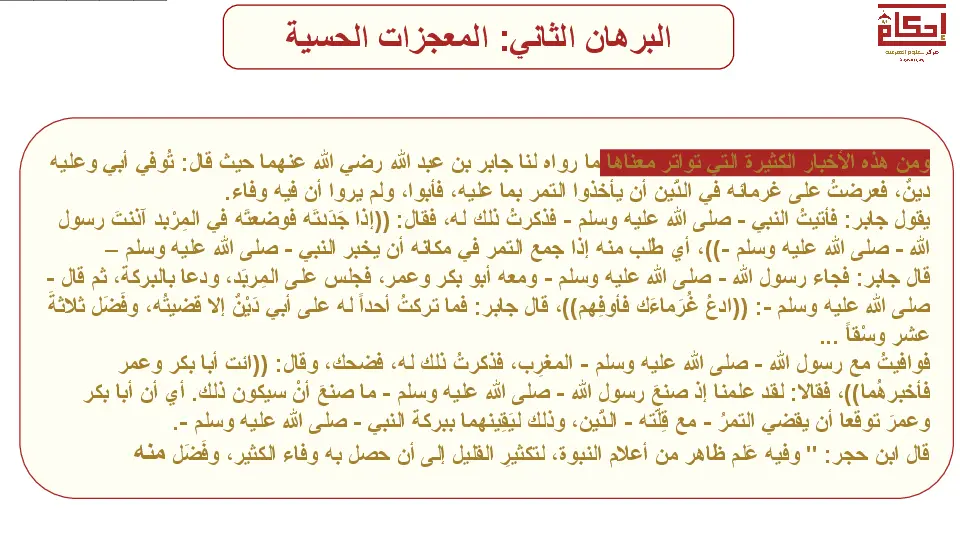 البرهان الثاني: المعجزات الحسية
إحكام
مركز
ومن هذه الأخبار الكثيرة التي تواتر معناها ما رواه لنا جابر بن عبد الله رضي الله عنهما حيث قال: تُوفي أبي وعليه
دينٌ، فعرضتُ على غرمائه في الدَّين أن يأخذوا التمر بما عليه، فأبوا، ولم يروا أن فيه وفاء.
يقول جابر: فأتيتُ النبي - صلى الله عليه وسلم - فذكرتُ ذلك له، فقال: ((إذا جَدَدتَه فوضعتَه في المِرْبد آذنتَ رسول
الله - صلى الله عليه وسلم -))، أي طلب منه إذا جمع التمر في مكانه أن يخبر النبي - صلى الله عليه وسلم –
قال جابر: فجاء رسول الله - صلى الله عليه وسلم - ومعه أبو بكر وعمر، فجلس على المِربَد، ودعا بالبركة، ثم قال -
صلى الله عليه وسلم -: ((ادعُ غُرَماءَك فأوفِهم))، قال جابر: فما تركتُ أحداً له على أبي دَيْنٌ إلا قضيتُه، وفَضَل ثلاثةَ
عشر وسْقاً ...
فوافيتُ مع رسول الله - صلى الله عليه وسلم - المغرِب، فذكرتُ ذلك له، فضحك، وقال: ((ائت أبا بكر وعمر
فأخبرهُما))، فقالا: لقد علمنا إذ صنعَ رسول الله - صلى الله عليه وسلم - ما صنعَ أنْ سيكون ذلك. أي أن أبا بكر
وعمرَ توقعا أن يقضي التمرُ - مع قِلَّته - الـدَّين، وذلك ليَقِينهما ببركة النبي - صلى الله عليه وسلم -.
قال ابن حجر: " وفيه عَلم ظاهر من أعلام النبوة، لتكثيرِ القليل إلى أن حصل به وفاء الكثير، وفَضَل منه